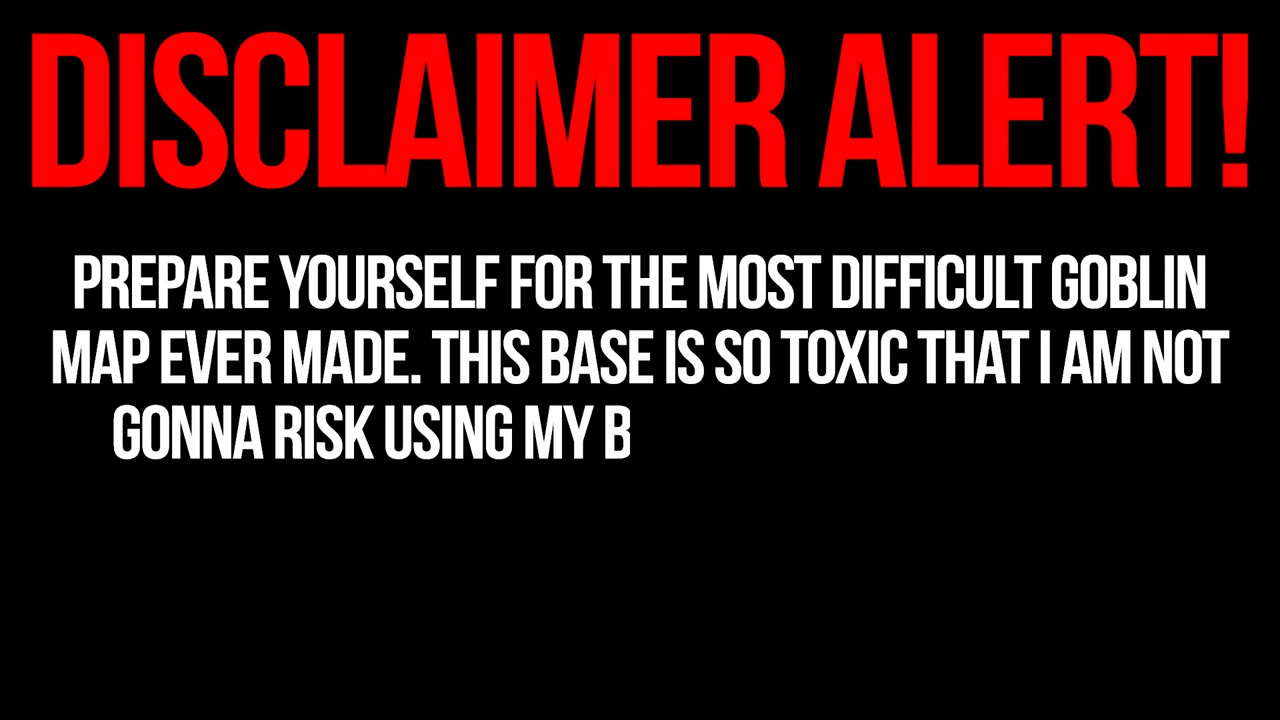 DISCLAIMER ALERT!
PREPARE YOURSELF FOR THE MOST DIFFICULT GOBLIN
MAP EVER MADE. THIS BASE IS SO TOXIC THAT I AM NOT
GONNA RISK USING MY B